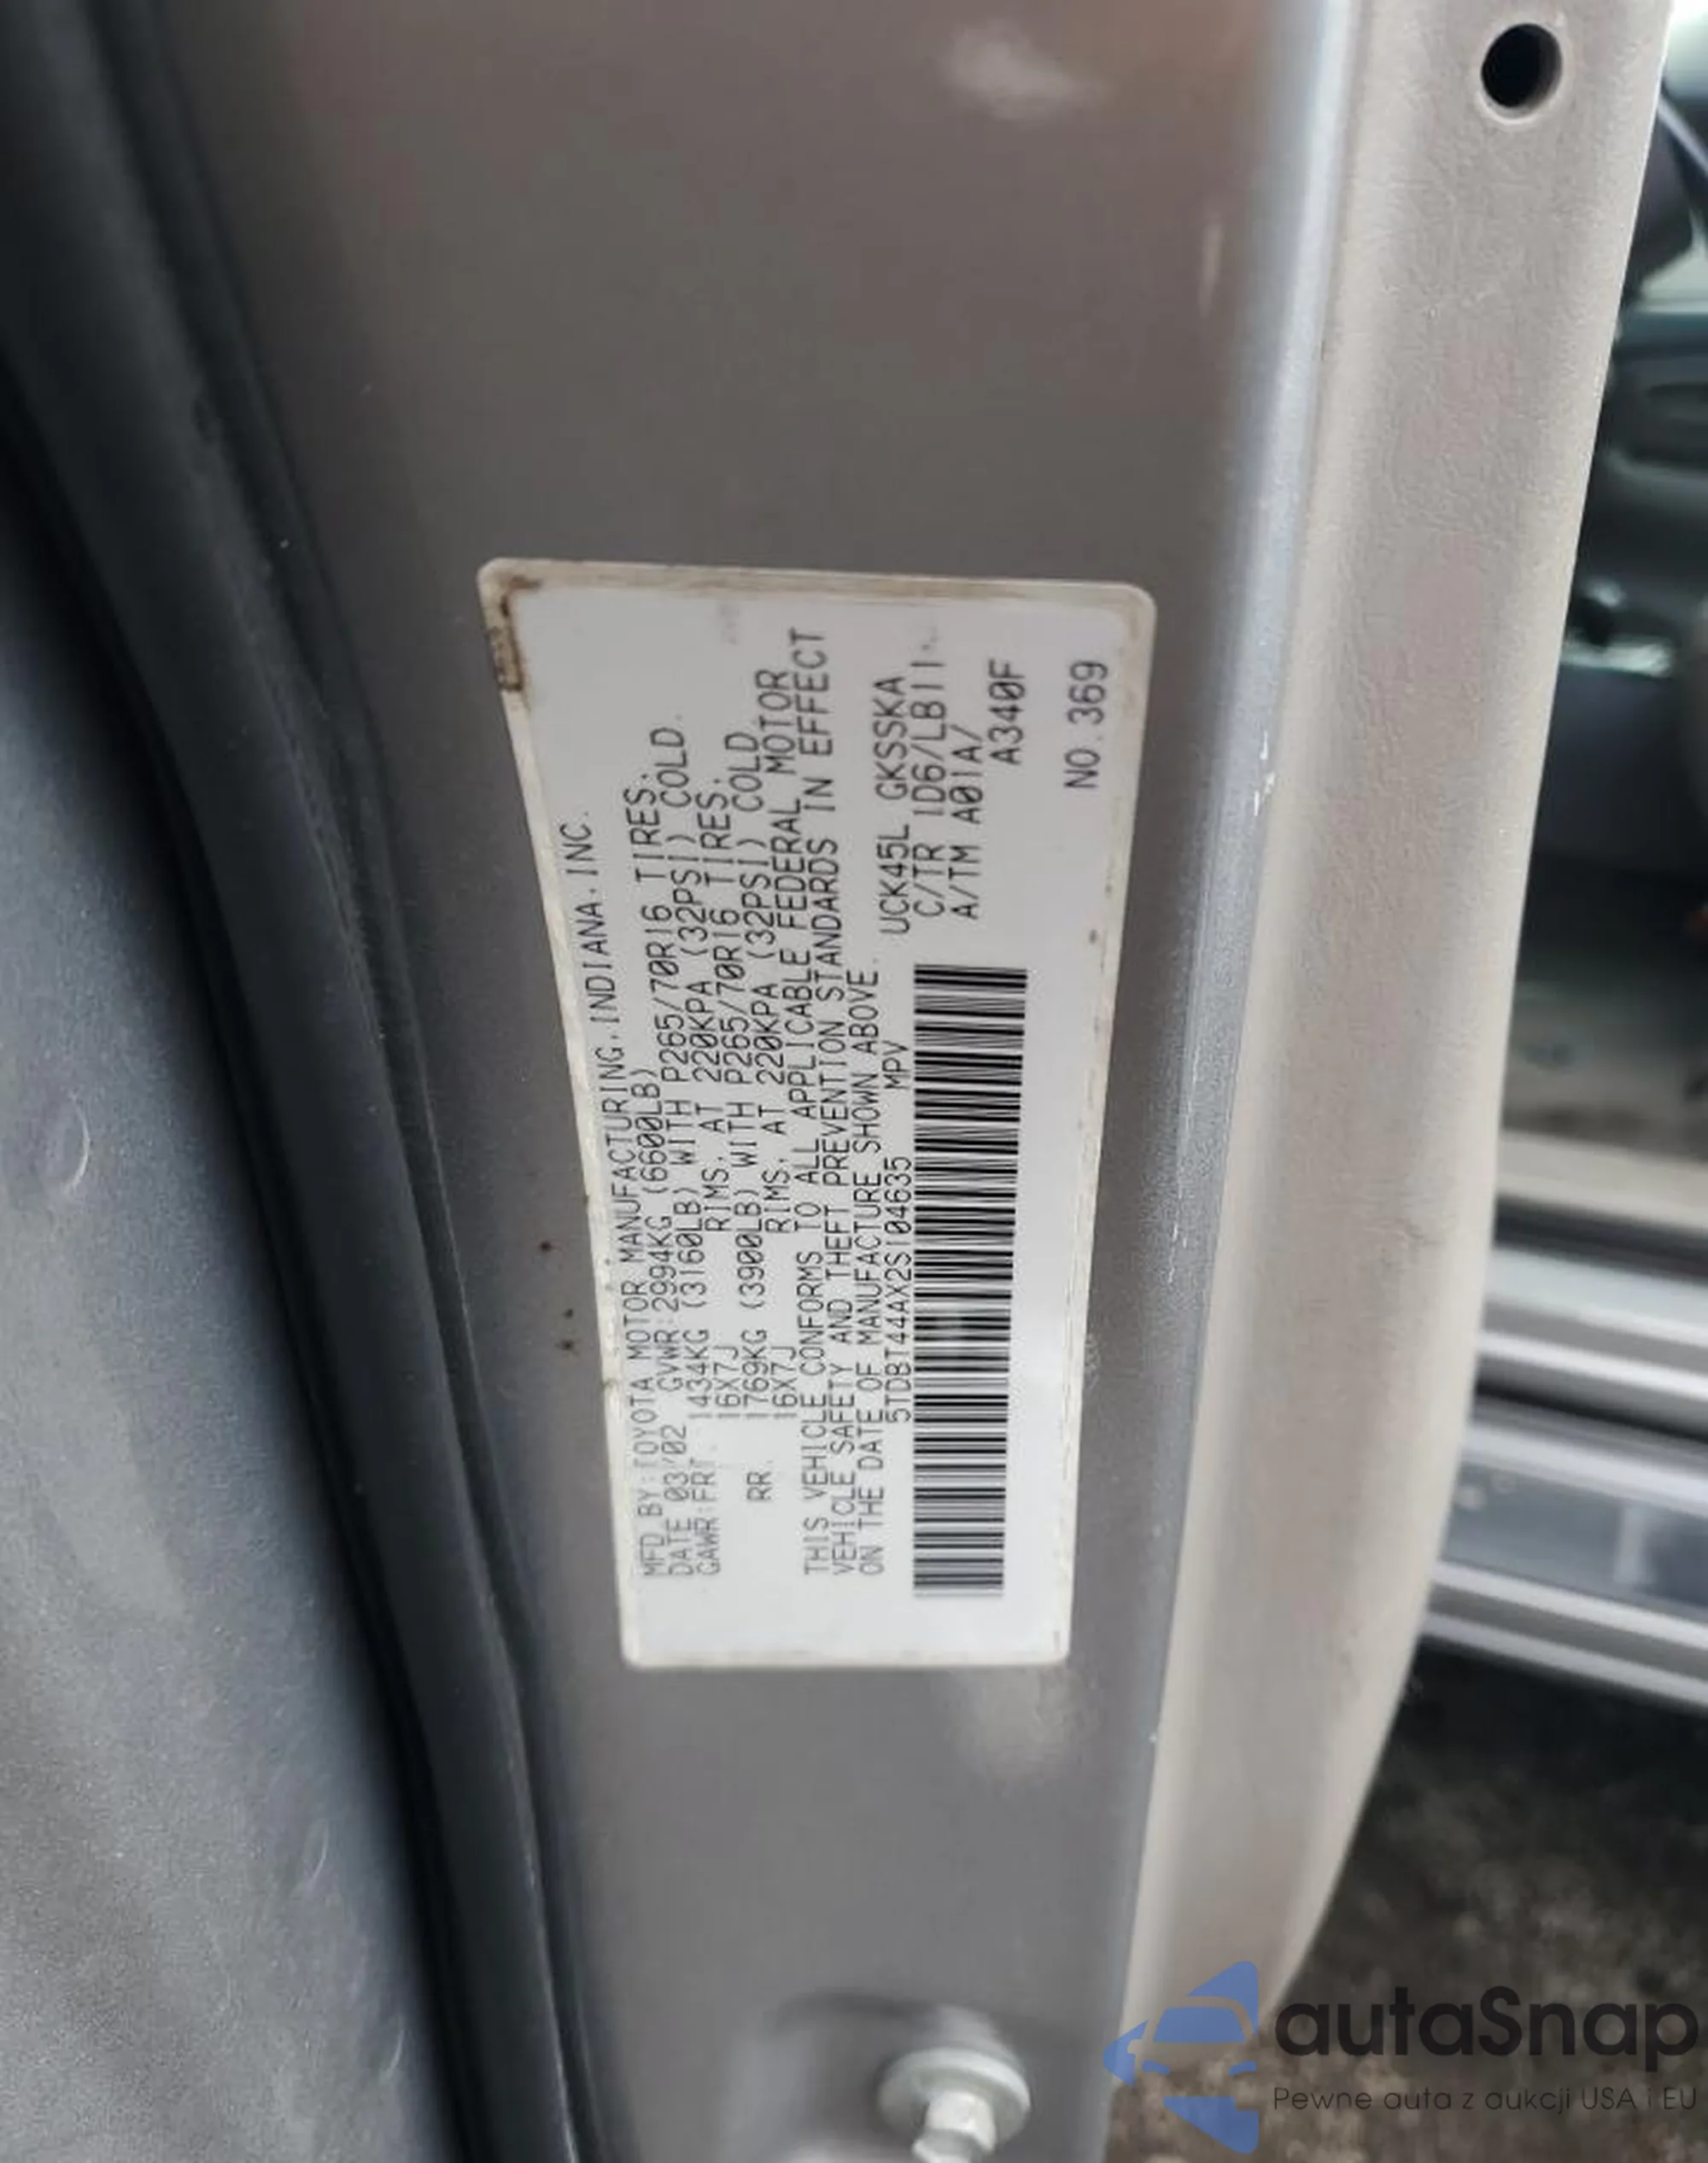 MFD BY:TOYOTA MOTOR MANUFACTURING,INDIANA.INC.
DATE 03/02 GVWR:2994KG (6600LB)
GAWR:FRT. 1434KG (3160LB) WITH P265/70R16 TIRES.
16X7J RIMS, AT 220KPA (32PSI) COLD.
RR. 1769KG (3900LB) WITH P265/70R16 TIRES.
16X7J RIMS, AT 220KPA (32PSI) COLD
THIS VEHICLE CONFORMS TO ALL APPLICABLE FEDERAL MOTOR
VEHICLE SAFETY AND THEFT PREVENTION STANDARDS IN EFFECT
ON THE DATE OF MANUFACTURE SHOWN ABOVE.
5TDBT44AX2S104635 MPV
UCK45L GKSSKA
C/TR 1D6/LB11
A/TM A01A/
A340F
NO.369
autaSnap
Pewne auta z aukcji USA i EU